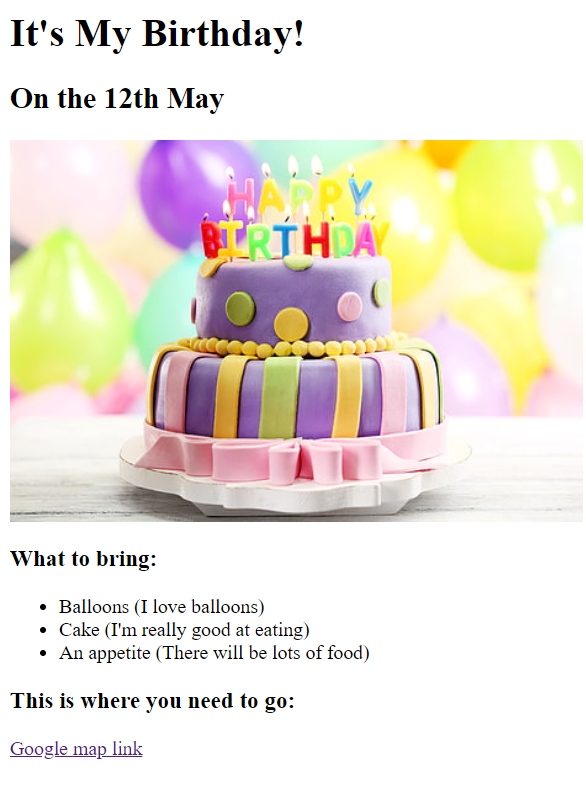 It's My Birthday!
On the 12th May
HAPPY
BIRTHDAY
What to bring:
Balloons (I love balloons)
Cake (I'm really good at eating)
An appetite (There will be lots of food)
This is where you need to go:
Google map link